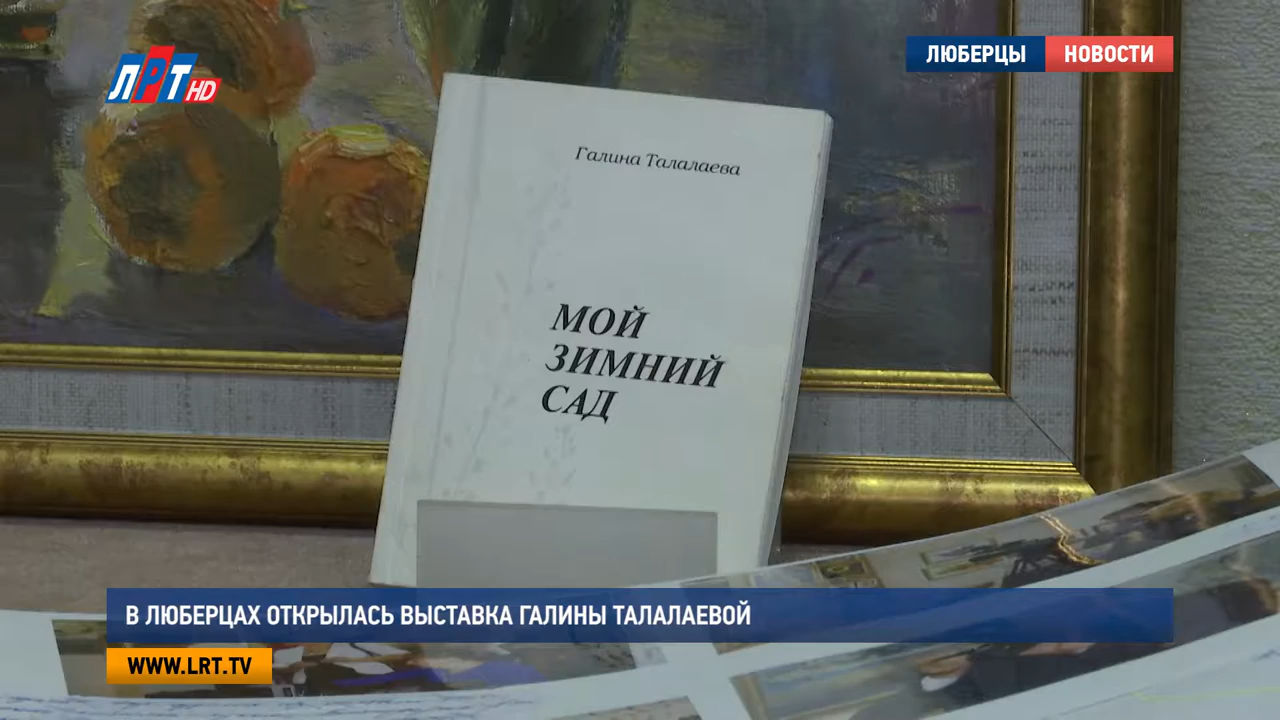 ЛРТ HD
ЛЮБЕРЦЫ НОВОСТИ
Галина Талалаева
МОЙ
ЗИМНИЙ
САД
В ЛЮБЕРЦАХ ОТКРЫЛАСЬ ВЫСТАВКА ГАЛИНЫ ТАЛАЛАЕВОЙ
WWW.LRT.TV